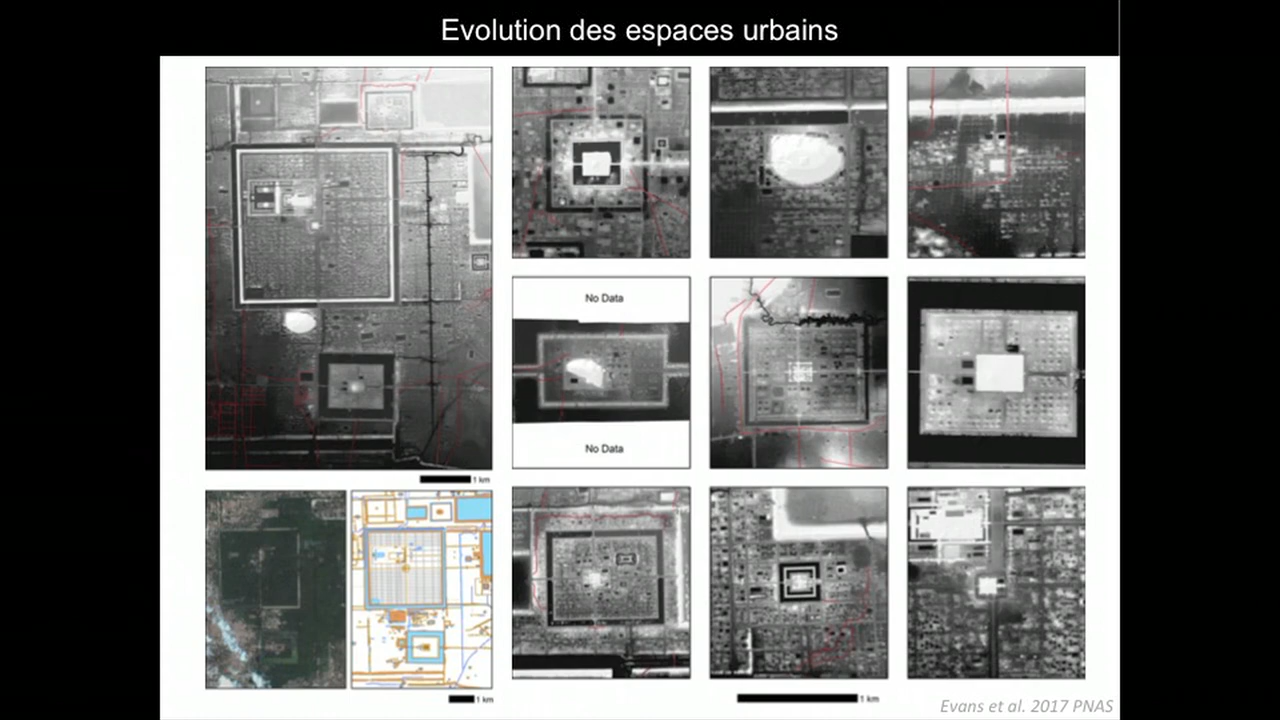 Evolution des espaces urbains
No Data
No Data
1 km
1 km
1 km
Evans et al. 2017 PNAS